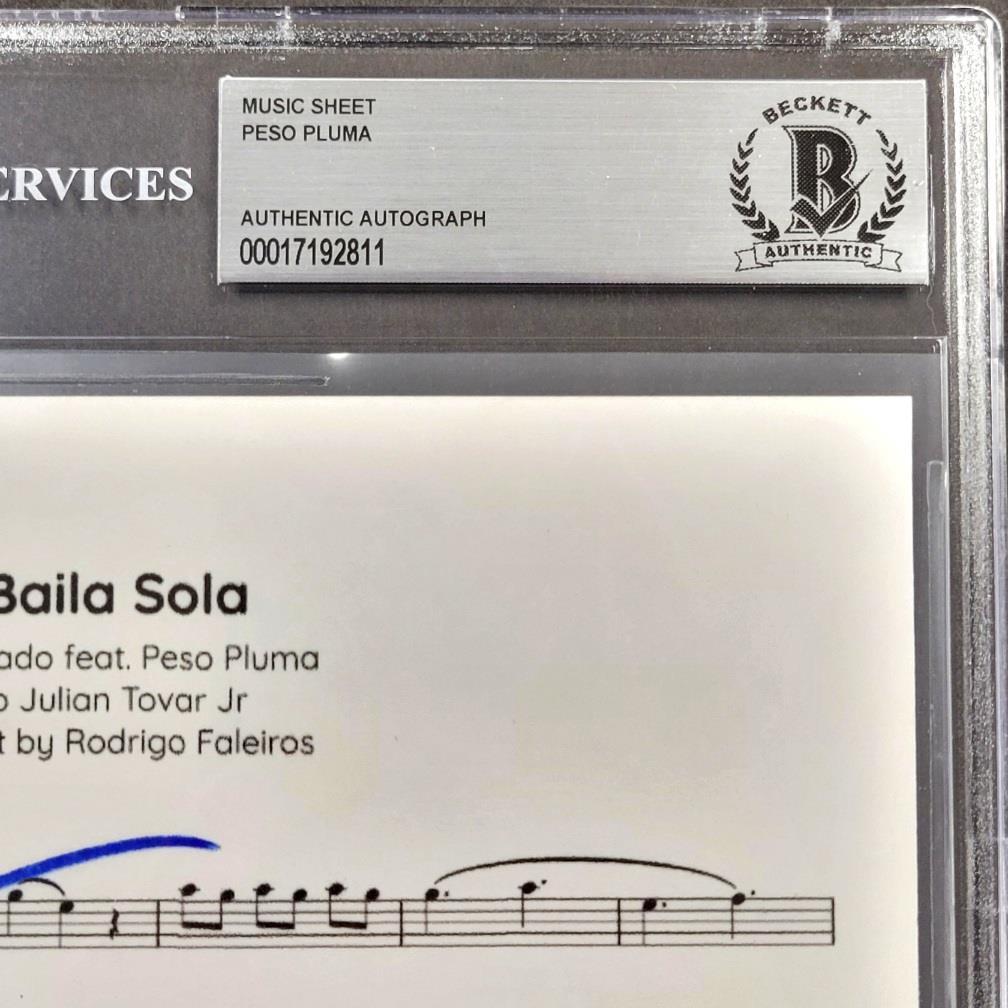 MUSIC SHEET
PESO PLUMA
AUTHENTIC AUTOGRAPH
00017192811
BECKETT
B
AUTHENTIC
ERVICES
Baila Sola
ado feat. Peso Pluma
o Julian Tovar Jr
t by Rodrigo Faleiros